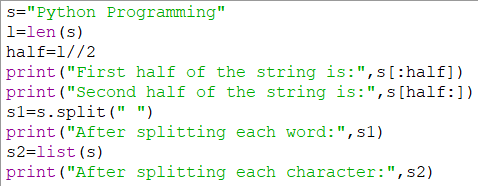 s="Python Programming"
l=len(s)
half=l//2
print("First half of the string is:",s[:half])
print("Second half of the string is:",s[half:])
s1=s.split(" ")
print("After splitting each word:",s1)
s2=list(s)
print("After splitting each character:",s2)